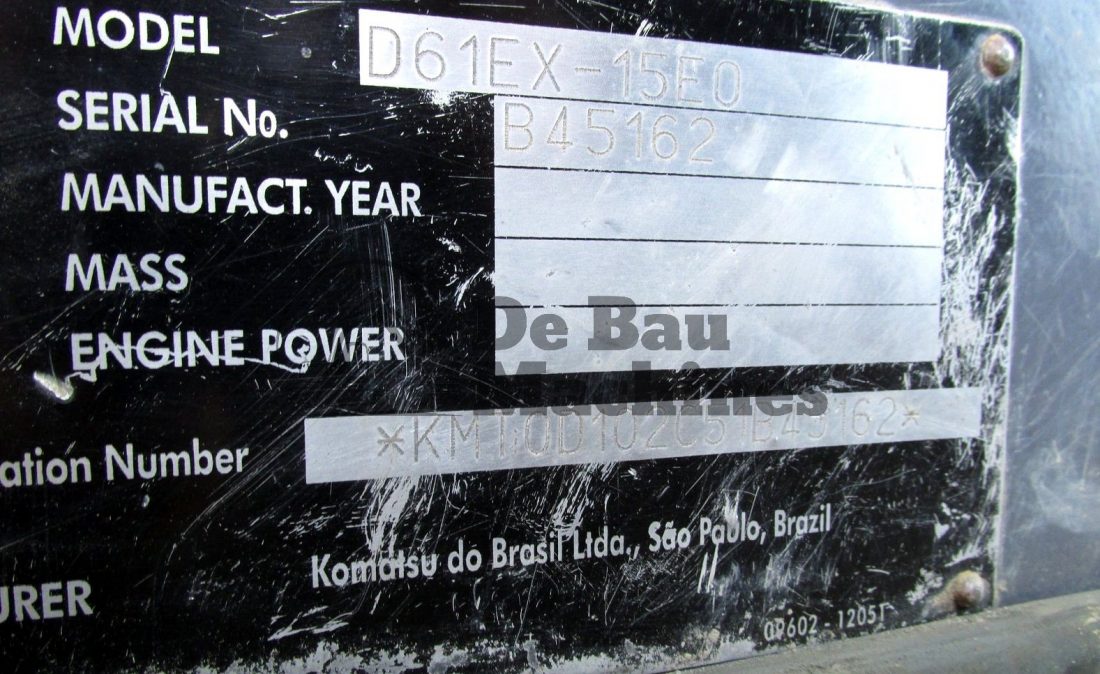 MODEL D61EX-15E0
SERIAL No. B45162
MANUFACT. YEAR
MASS
ENGINE POWER
De Bau
Machines
ation Number *KMT0D102C51B45162*
Komatsu do Brasil Ltda., São Paulo, Brazil
URER
09602 - 12051